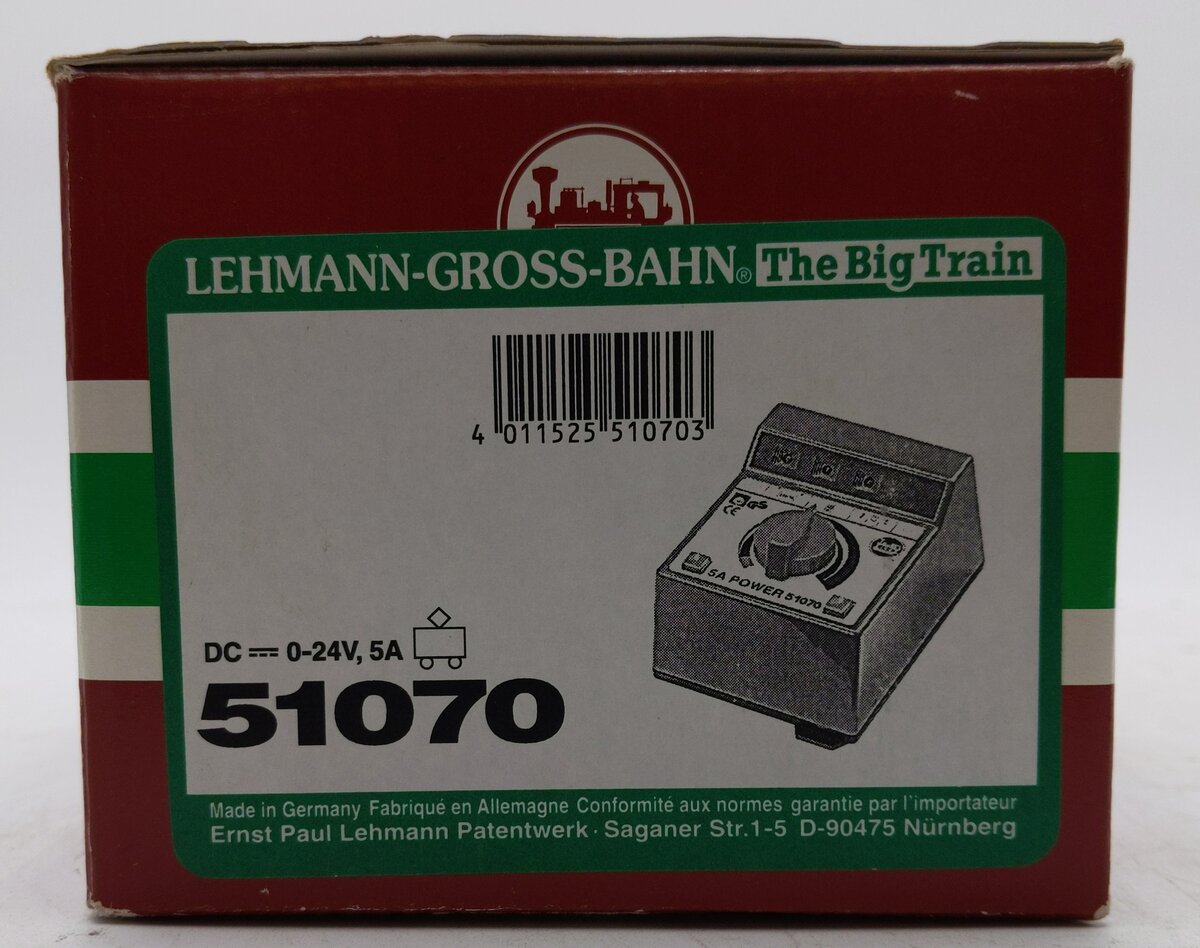 LEHMANN-GROSS-BAHN® The Big Train
4 011525 510703
GS
CE
5A POWER 51070
DC 0-24V, 5A
51070
Made in Germany Fabriqué en Allemagne Conformité aux normes garantie par l'importateur
Ernst Paul Lehmann Patentwerk · Saganer Str.1-5 D-90475 Nürnberg